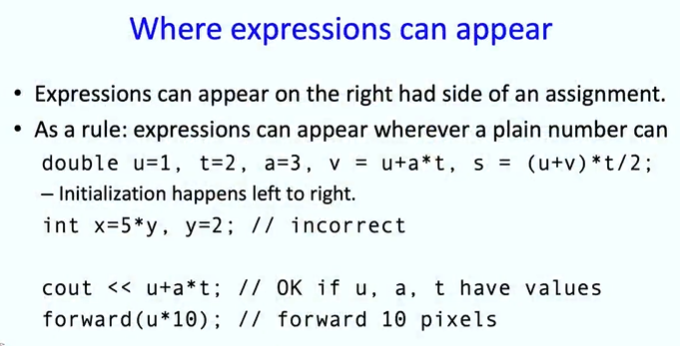 Where expressions can appear
• Expressions can appear on the right had side of an assignment.
• As a rule: expressions can appear wherever a plain number can
double u=1, t=2, a=3, v = u+a*t, s = (u+v)*t/2;
– Initialization happens left to right.
int x=5*y, y=2; // incorrect
cout << u+a*t; // OK if u, a, t have values
forward(u*10); // forward 10 pixels